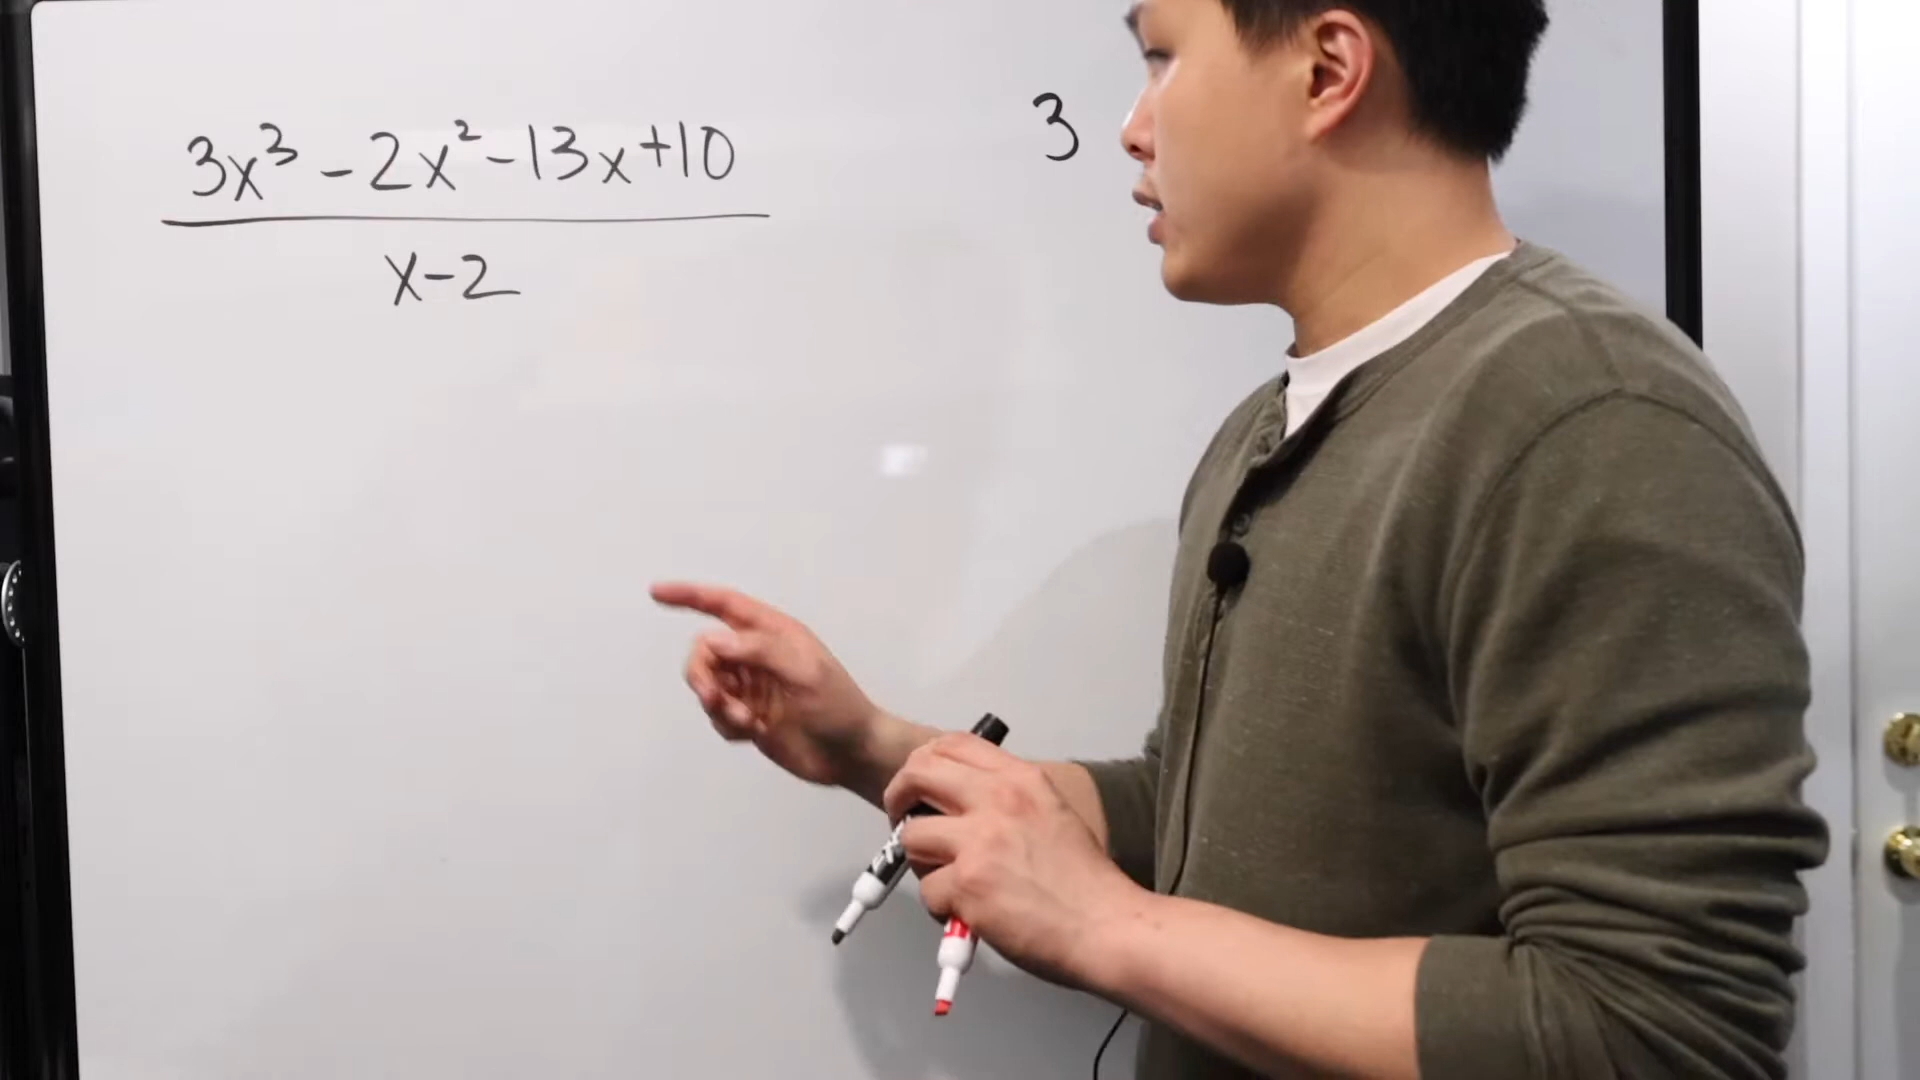 3x³ - 2x² - 13x + 10
x - 2
3